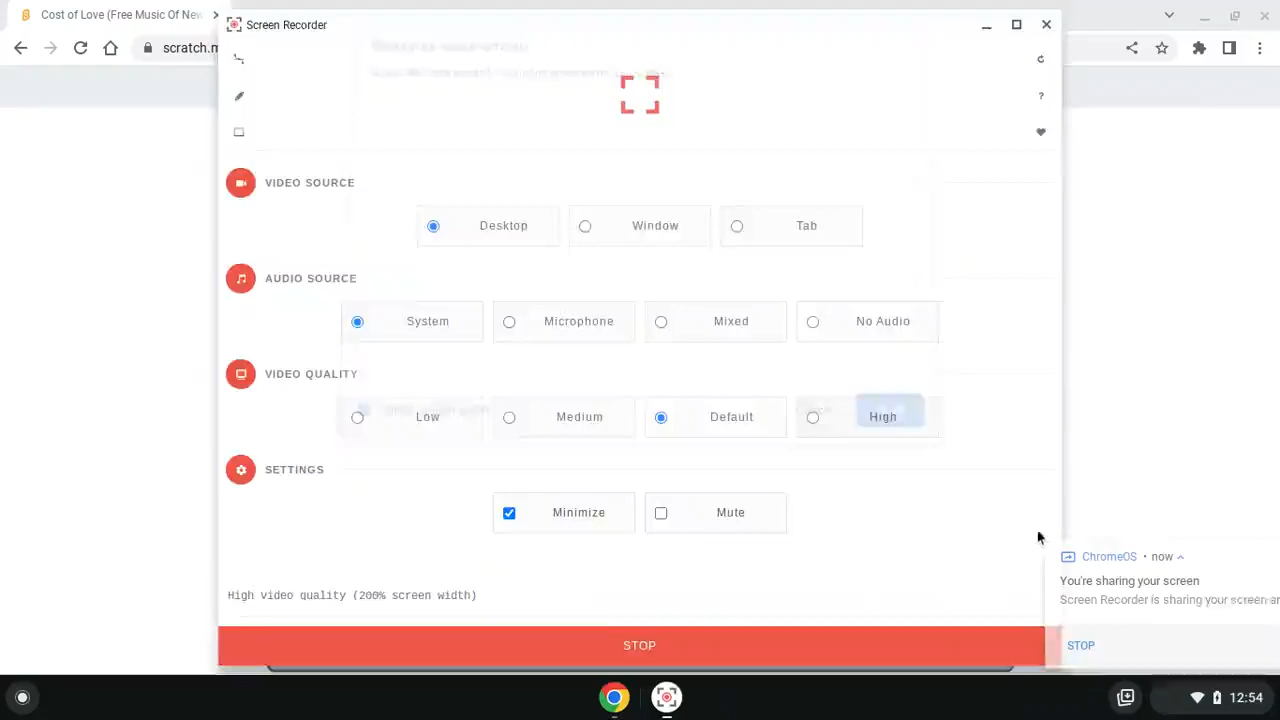 Cost of Love (Free Music Of New
Screen Recorder
scratch.m
?
VIDEO SOURCE
Desktop
Window
Tab
AUDIO SOURCE
System
Microphone
Mixed
No Audio
VIDEO QUALITY
Low
Medium
Default
High
SETTINGS
Minimize
Mute
ChromeOS • now
You're sharing your screen
Screen Recorder is sharing your screen
High video quality (200% screen width)
STOP
STOP
12:54